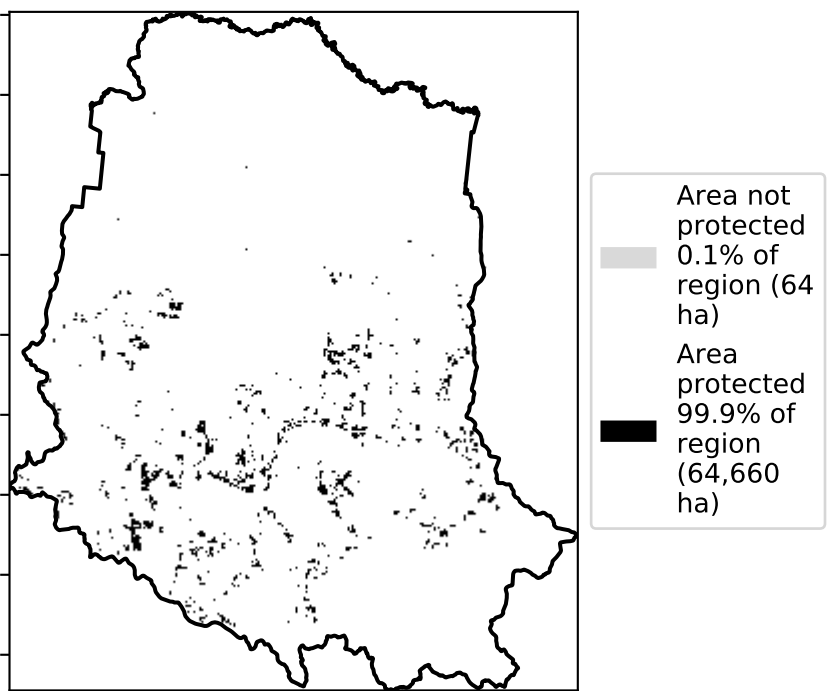 Area not
protected
0.1% of
region (64
ha)
Area
protected
99.9% of
region
(64,660
ha)